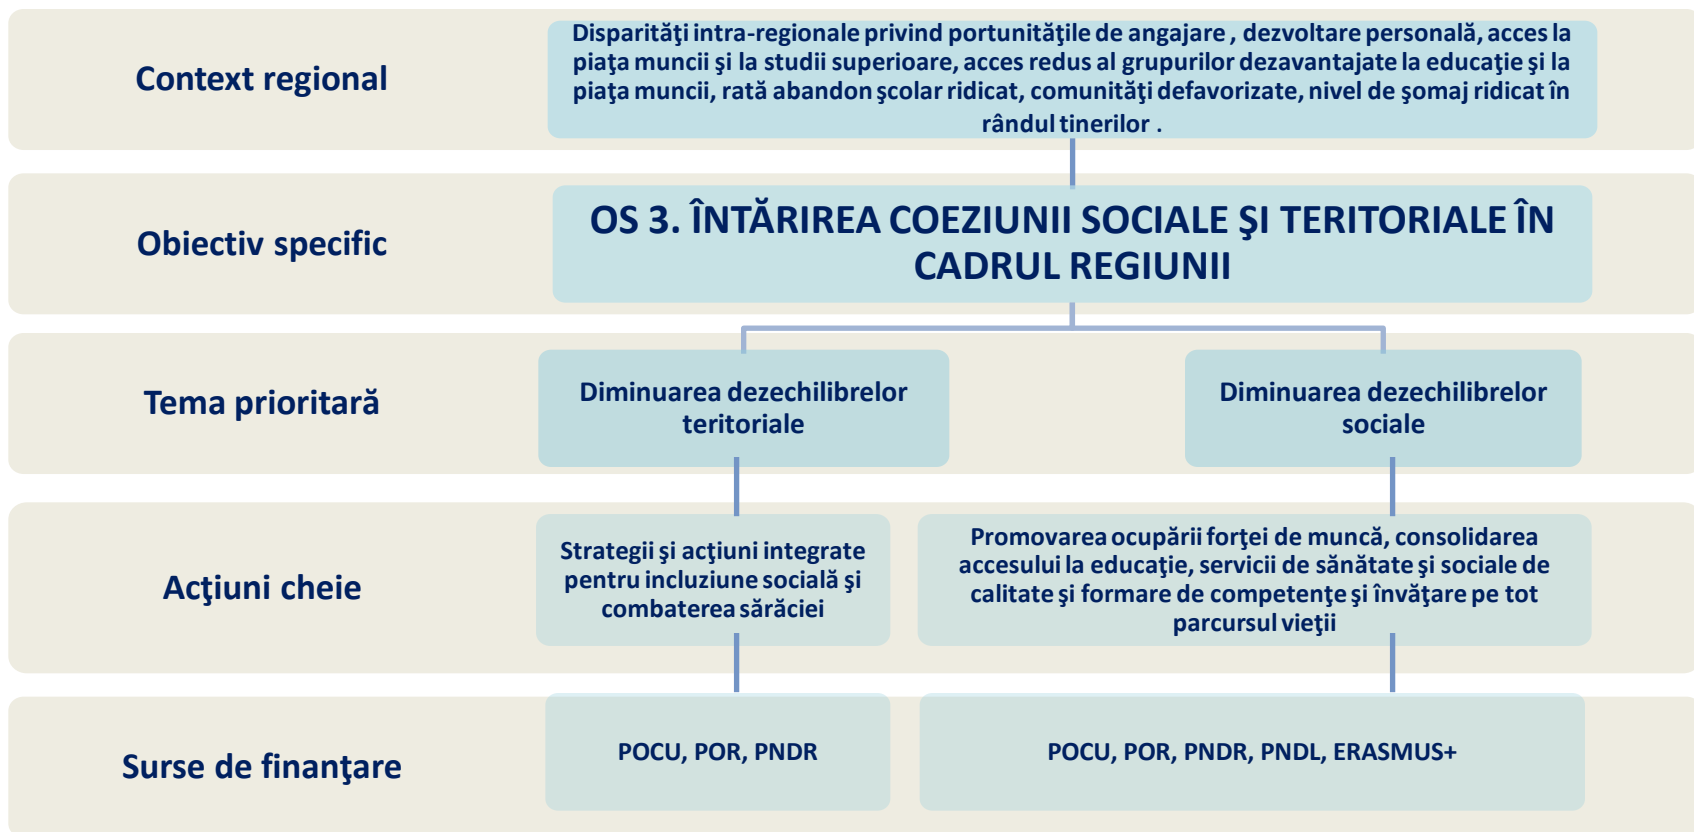 Context regional
Disparităţi intra-regionale privind portunităţile de angajare , dezvoltare personală, acces la
piaţa muncii şi la studii superioare, acces redus al grupurilor dezavantajate la educaţie şi la
piaţa muncii, rată abandon şcolar ridicat, comunităţi defavorizate, nivel de şomaj ridicat în
rândul tinerilor .
Obiectiv specific
OS 3. ÎNTĂRIREA COEZIUNII SOCIALE ŞI TERITORIALE ÎN
CADRUL REGIUNII
Tema prioritară
Diminuarea dezechilibrelor
teritoriale
Diminuarea dezechilibrelor
sociale
Acţiuni cheie
Strategii şi acţiuni integrate
pentru incluziune socială şi
combaterea sărăciei
Promovarea ocupării forţei de muncă, consolidarea
accesului la educaţie, servicii de sănătate şi sociale de
calitate şi formare de competenţe şi învăţare pe tot
parcursul vieţii
Surse de finanţare
POCU, POR, PNDR
POCU, POR, PNDR, PNDL, ERASMUS+